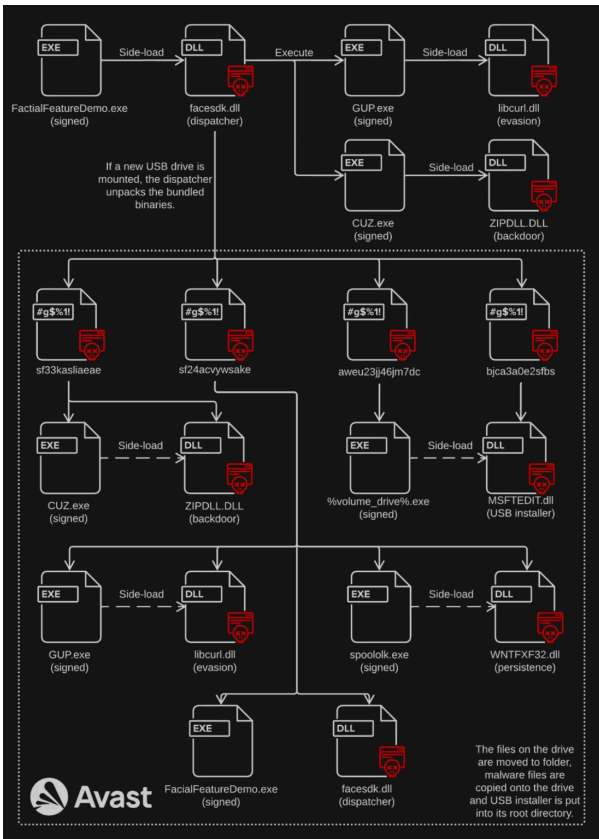 EXE
Side-load
DLL
Execute
EXE
Side-load
DLL
FactialFeatureDemo.exe
(signed)
facesdk.dll
(dispatcher)
GUP.exe
(signed)
libcurl.dll
(evasion)
If a new USB drive is
mounted, the dispatcher
unpacks the bundled
binaries.
EXE
Side-load
DLL
CUZ.exe
(signed)
ZIPDLL.DLL
(backdoor)
#g$%1!
#g$%1!
#g$%1!
#g$%1!
sf33kasliaeae
sf24acvywsake
aweu23jj46jm7dc
bjca3a0e2sfbs
EXE
Side-load
DLL
EXE
Side-load
DLL
CUZ.exe
(signed)
ZIPDLL.DLL
(backdoor)
%volume_drive%.exe
(signed)
MSFTEDIT.dll
(USB installer)
EXE
Side-load
DLL
EXE
Side-load
DLL
GUP.exe
(signed)
libcurl.dll
(evasion)
spoololk.exe
(signed)
WNTFXF32.dll
(persistence)
EXE
DLL
FacialFeatureDemo.exe
(signed)
facesdk.dll
(dispatcher)
The files on the drive
are moved to folder,
malware files are
copied onto the drive
and USB installer is put
into its root directory.
Avast